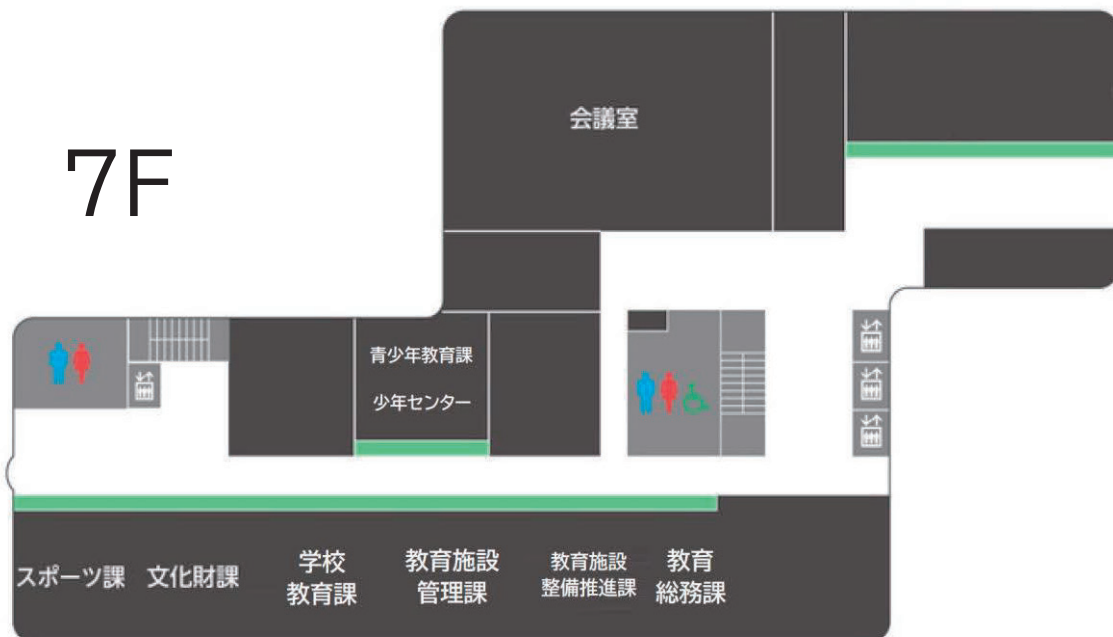 会議室
7F
青少年教育課
少年センター
スポーツ課
文化財課
学校
教育課
教育施設
管理課
教育施設
整備推進課
教育
総務課